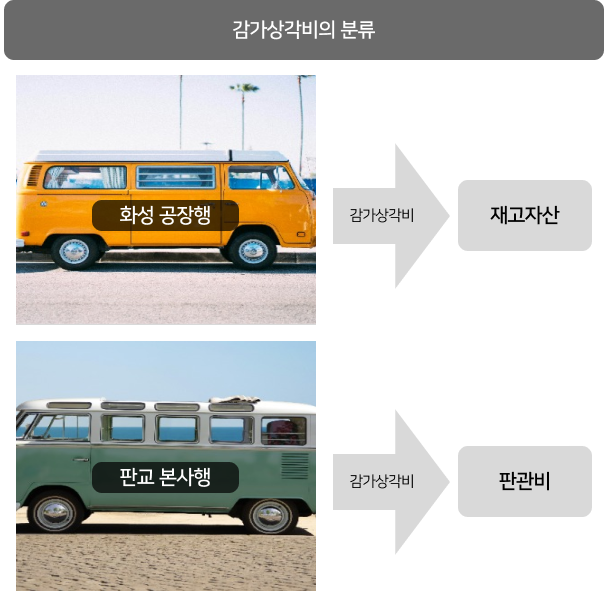 감가상각비의 분류
화성 공장행
감가상각비
재고자산
판교 본사행
감가상각비
판관비